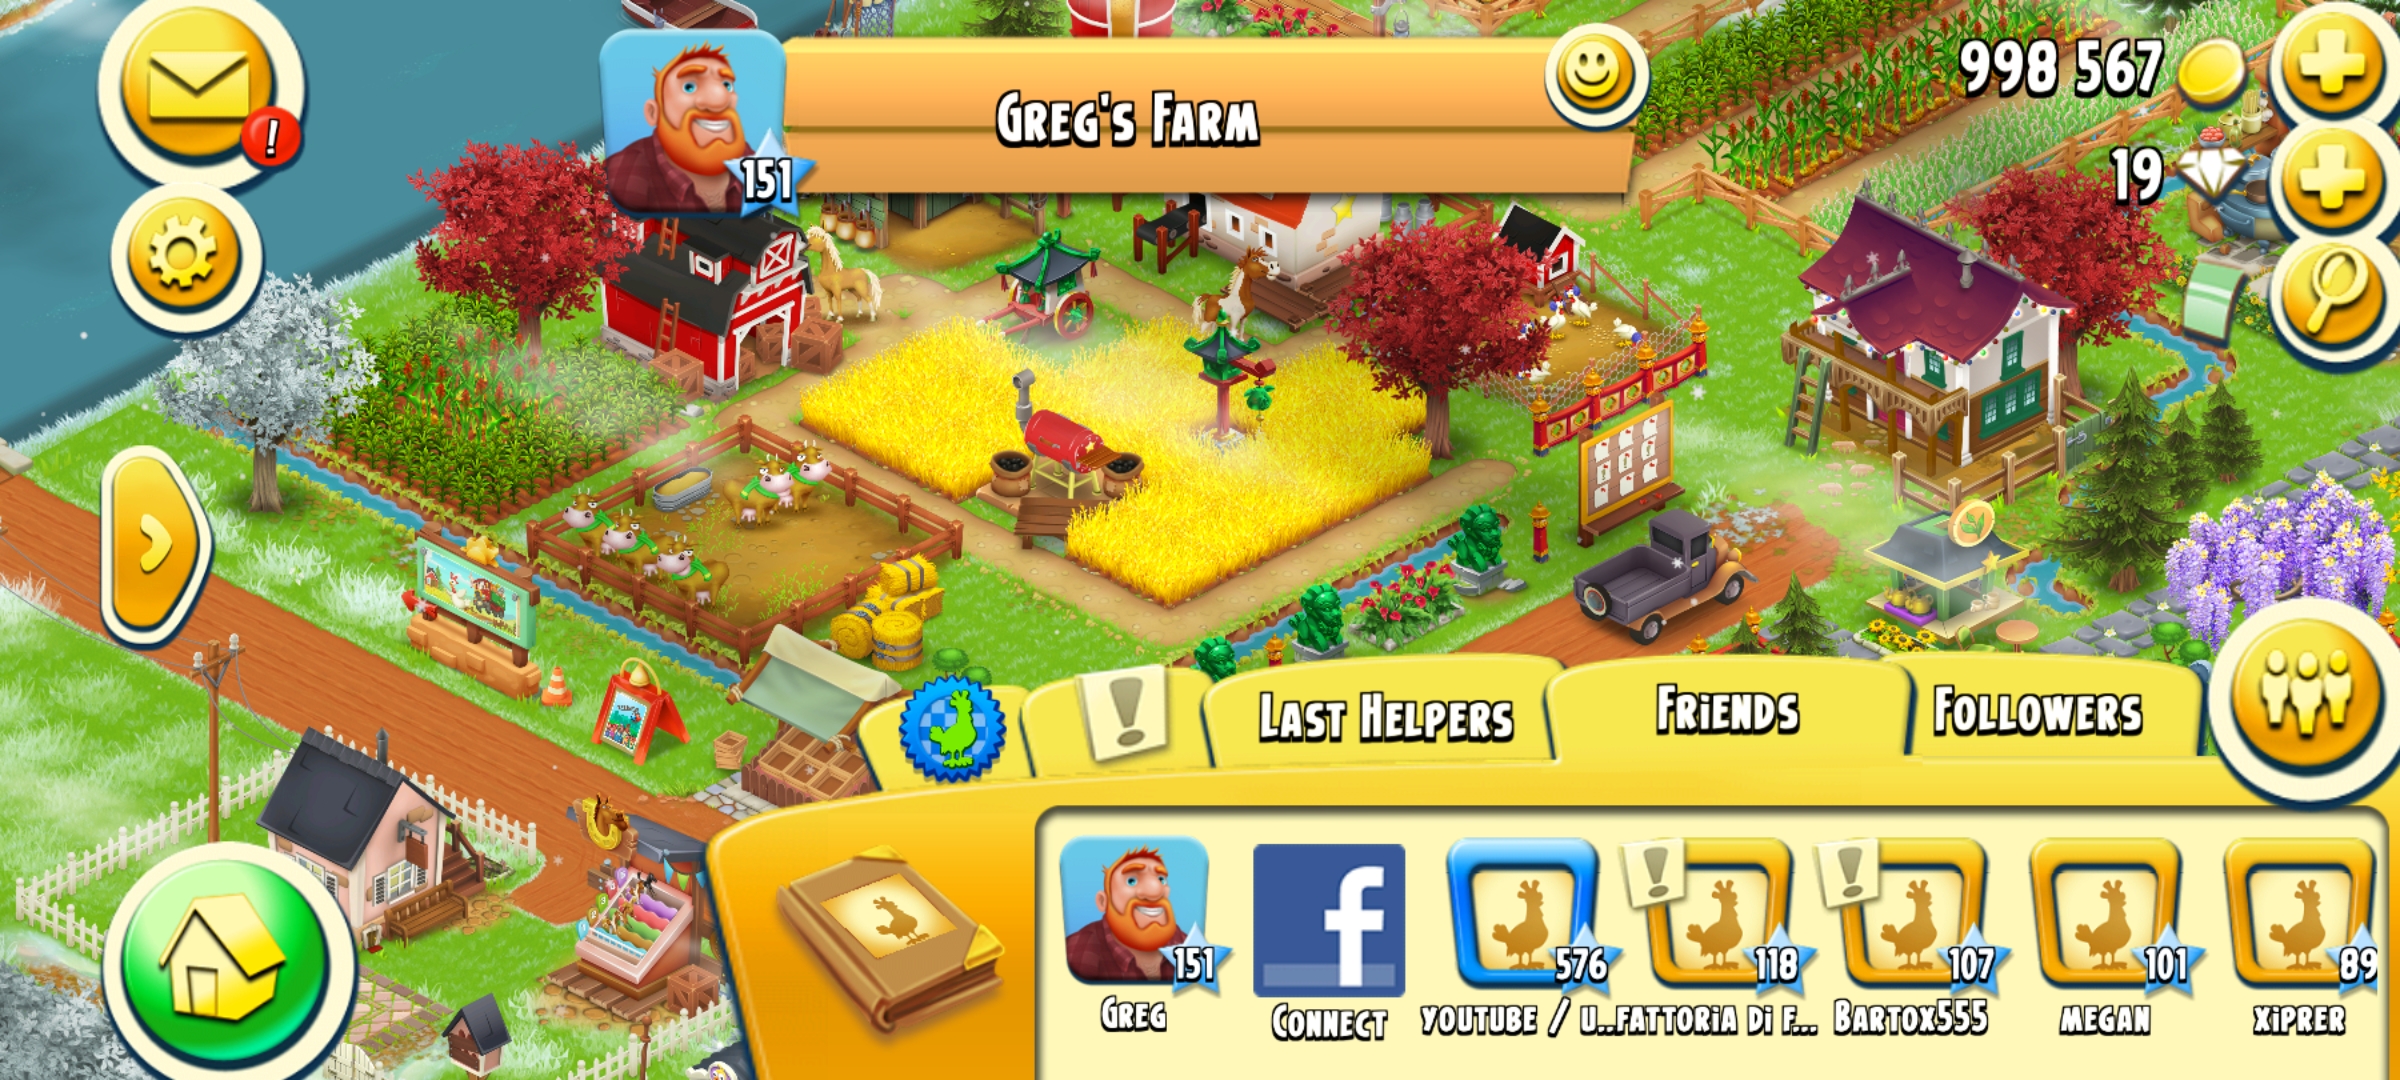 GREG'S FARM
151
998 567
19
!
!
LAST HELPERS
FRIENDS
FOLLOWERS
151
576
!
118
!
107
101
89
GREG
CONNECT
YOUTUBE / U...
FATTORIA DI F...
BARTOX555
MEGAN
XIPRER